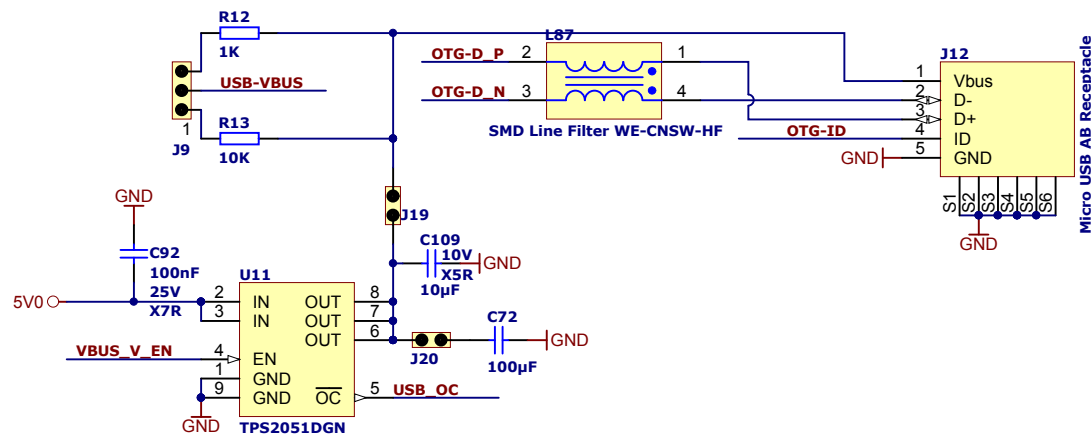 R12
1K
USB-VBUS
1
J9
R13
10K
OTG-D_P
2
L87
1
OTG-D_N
3
4
SMD Line Filter WE-CNSW-HF
J12
1
Vbus
2
D-
3
D+
OTG-ID
4
ID
GND
5
GND
S1
S2
S3
S4
S5
S6
GND
Micro USB AB Receptacle
GND
J19
C92
100nF
25V
X7R
C109
10V
X5R
10µF
GND
5V0
U11
2
IN
OUT
8
3
IN
OUT
7
OUT
6
VBUS_V_EN
4
EN
1
GND
9
GND
OC
5
USB_OC
GND
TPS2051DGN
J20
C72
100µF
GND